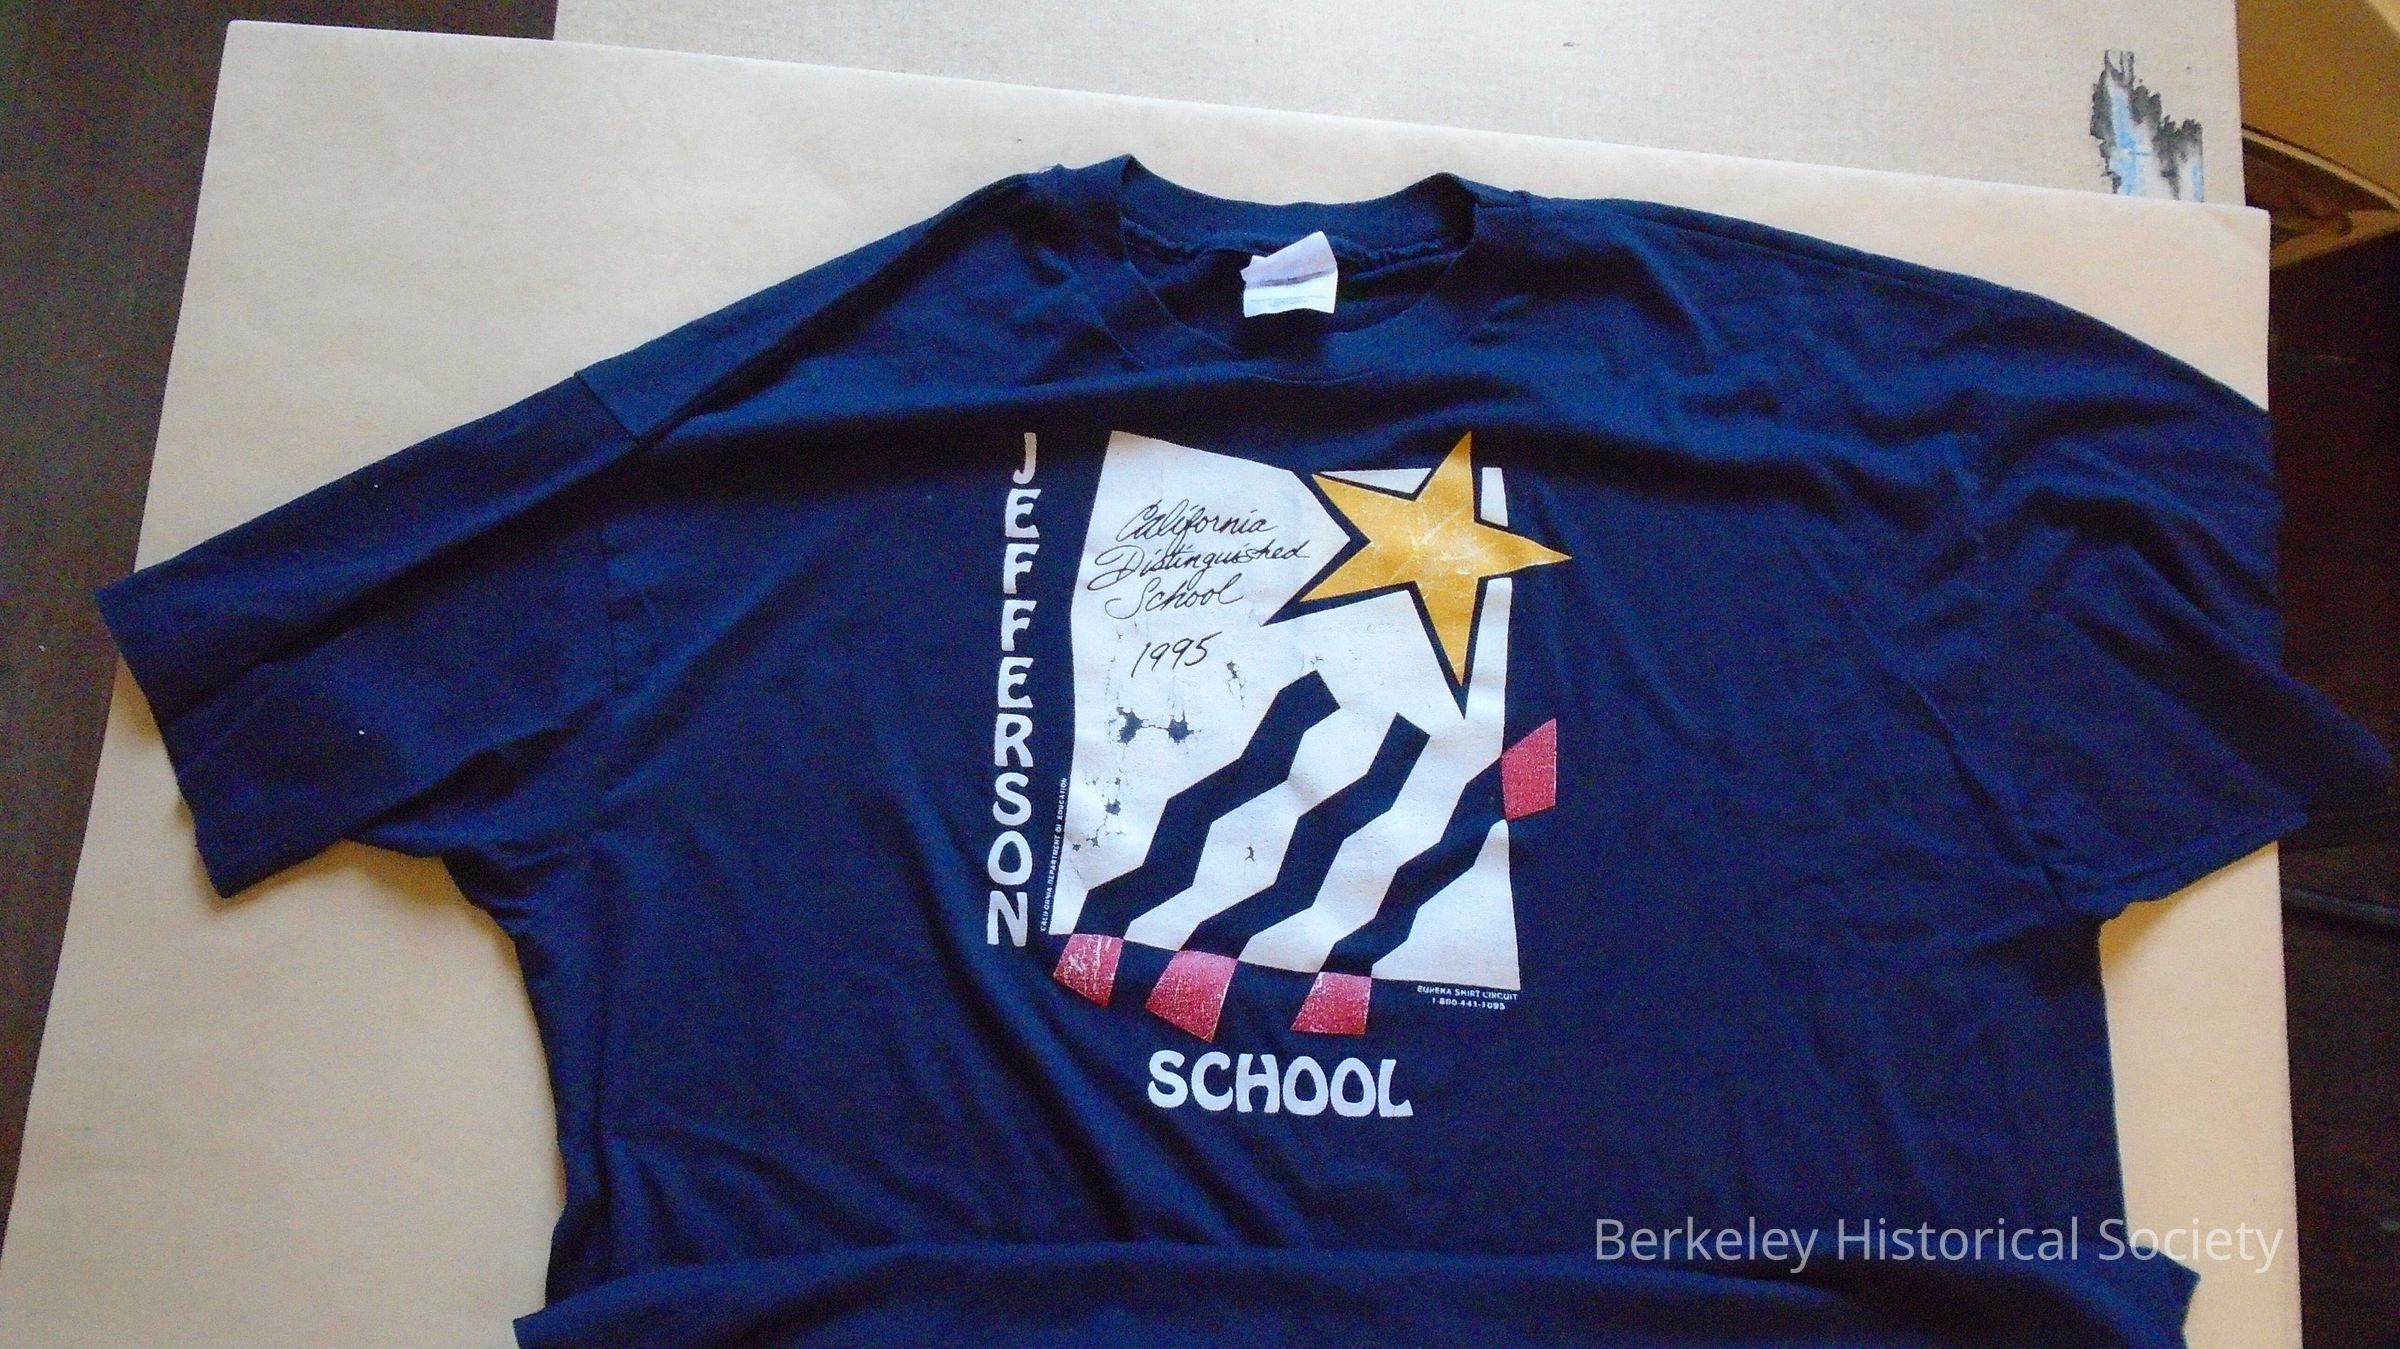 JEFFERSON
California
Distinguished
School
1995
CALIFORNIA DEPARTMENT OF EDUCATION
EUREKA SHIRT CIRCUIT
1-800-441-1095
SCHOOL
Berkeley Historical Society